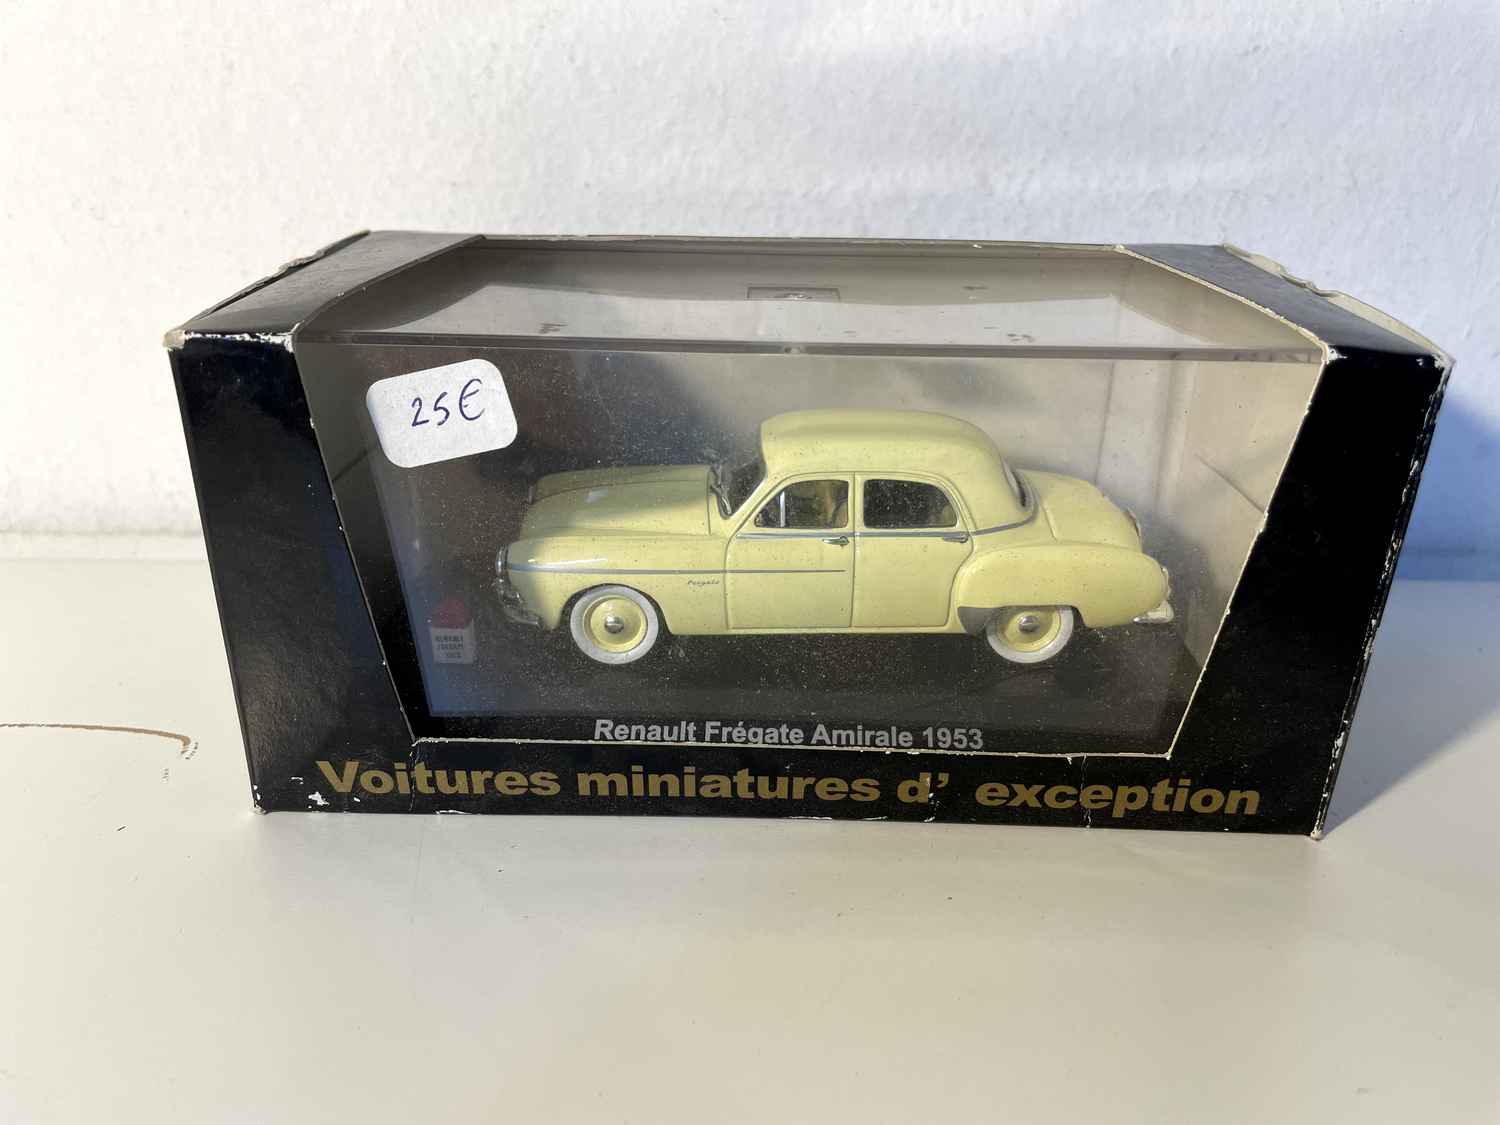 25€
Frégate
Renault Frégate Amirale 1953
Voitures miniatures d' exception